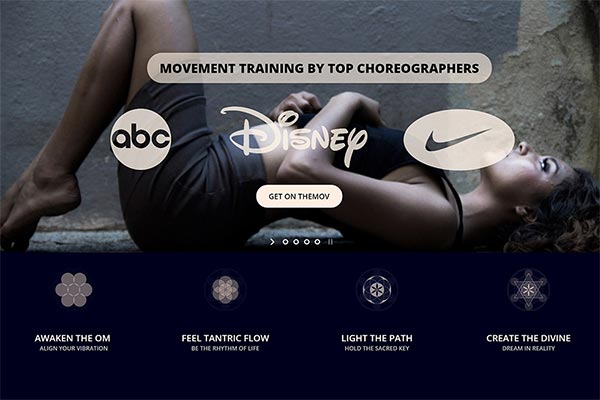 MOVEMENT TRAINING BY TOP CHOREOGRAPHERS
abc
Disney
GET ON THEMOV
AWAKEN THE OM
ALIGN YOUR VIBRATION
FEEL TANTRIC FLOW
BE THE RHYTHM OF LIFE
LIGHT THE PATH
HOLD THE SACRED KEY
CREATE THE DIVINE
DREAM IN REALITY